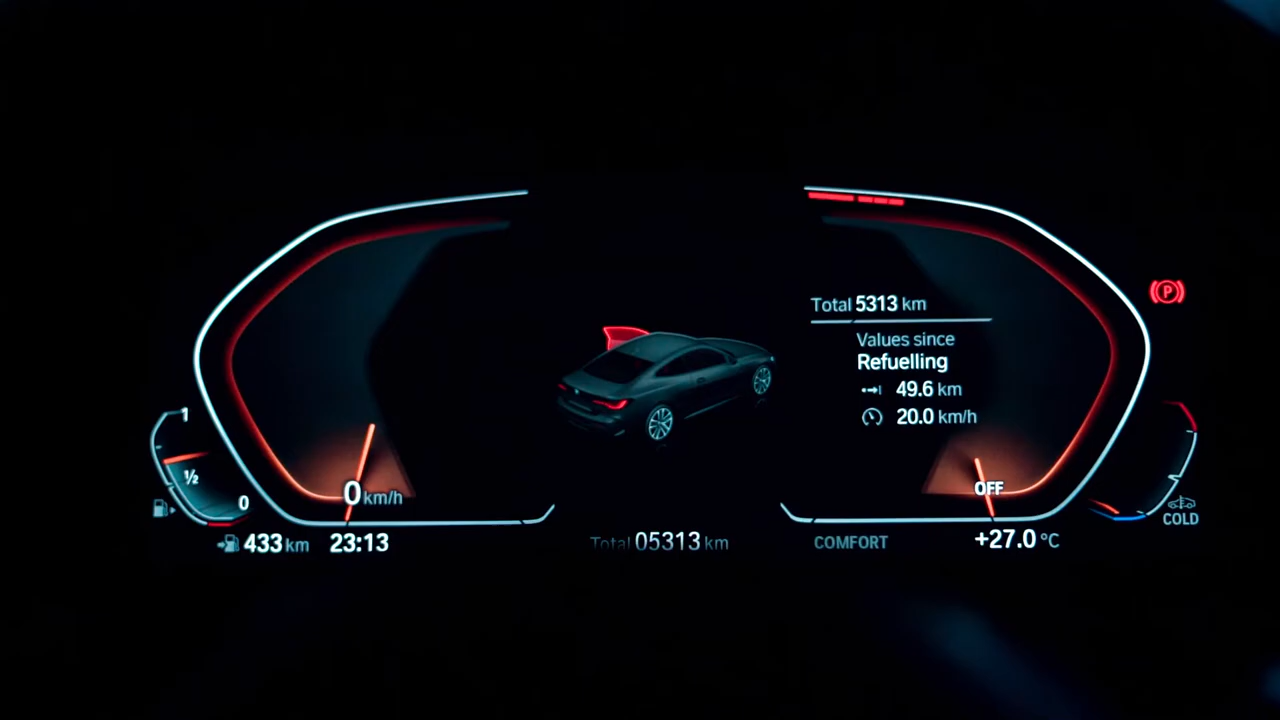 Total 5313 km
Values since
Refuelling
49.6 km
20.0 km/h
P
1
1/2
0
0 km/h
OFF
COLD
433 km
23:13
Total 05313 km
COMFORT
+27.0 °C